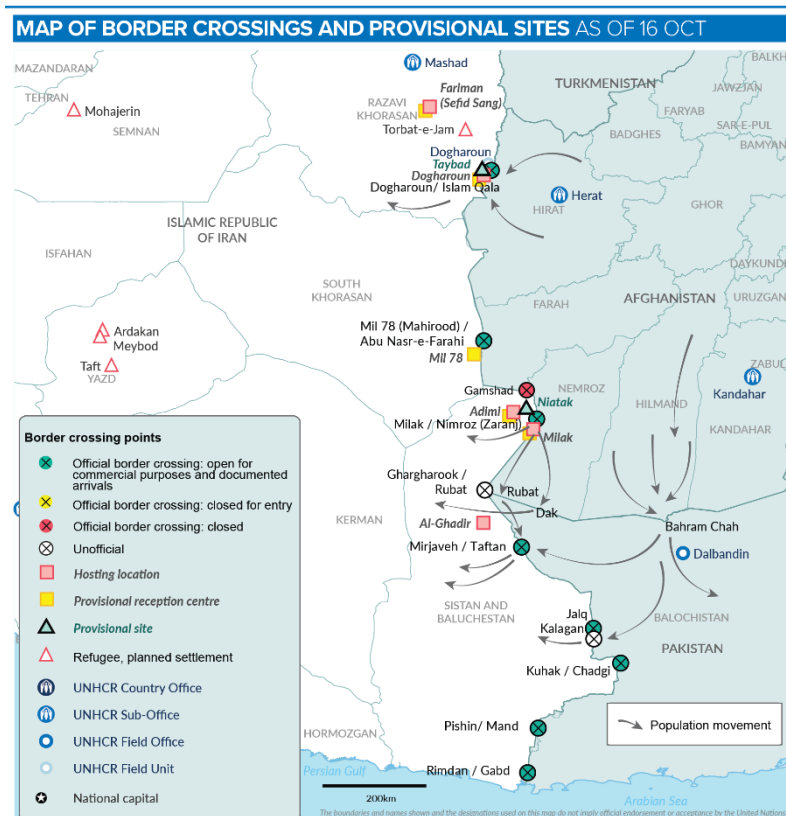 MAP OF BORDER CROSSINGS AND PROVISIONAL SITES AS OF 16 OCT
MAZANDARAN
TEHRAN
Mohajerin
SEMNAN
Mashad
Fariman
(Sefid Sang)
RAZAVI
KHORASAN
Torbat-e-Jam
TURKMENISTAN
BALKH
JAWZJAN
FARYAB
SAR-E-PUL
BADGHES
BAMYAN
Dogharoun
Taybad
Dogharoun
Dogharoun/ Islam Qala
Herat
HIRAT
GHOR
ISLAMIC REPUBLIC
OF IRAN
ISFAHAN
DAYKUNDI
SOUTH
KHORASAN
FARAH
AFGHANISTAN
URUZGAN
Mil 78 (Mahirood) /
Abu Nasr-e-Farahi
Mil 78
Ardakan
Meybod
Taft
YAZD
ZABUL
Gamshad
NEMROZ
Kandahar
Niatak
Adimi
HILMAND
Milak / Nimroz (Zaranj)
Milak
KANDAHAR
Ghargharook /
Rubat
Rubat
Dak
KERMAN
Al-Ghadir
Bahram Chah
Mirjaveh / Taftan
Dalbandin
SISTAN AND
BALUCHESTAN
Jalq
Kalagan
BALOCHISTAN
PAKISTAN
Kuhak / Chadgi
Pishin/ Mand
HORMOZGAN
Rimdan / Gabd
Persian Gulf
Arabian Sea
200km
Population movement
Border crossing points
Official border crossing: open for
commercial purposes and documented
arrivals
Official border crossing: closed for entry
Official border crossing: closed
Unofficial
Hosting location
Provisional reception centre
Provisional site
Refugee, planned settlement
UNHCR Country Office
UNHCR Sub-Office
UNHCR Field Office
UNHCR Field Unit
National capital
The boundaries and names shown and the designations used on this map do not imply official endorsement or acceptance by the United Nations